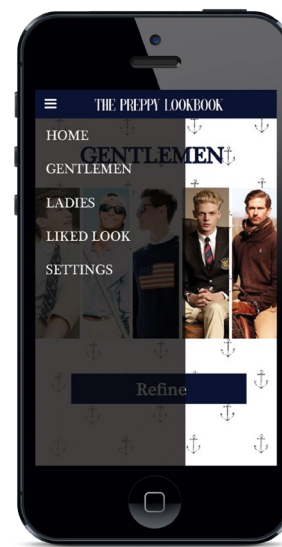 THE PREPPY LOOKBOOK
HOME
GENTLEMEN
GENTLEMEN
LADIES
LIKED LOOK
SETTINGS
Refine